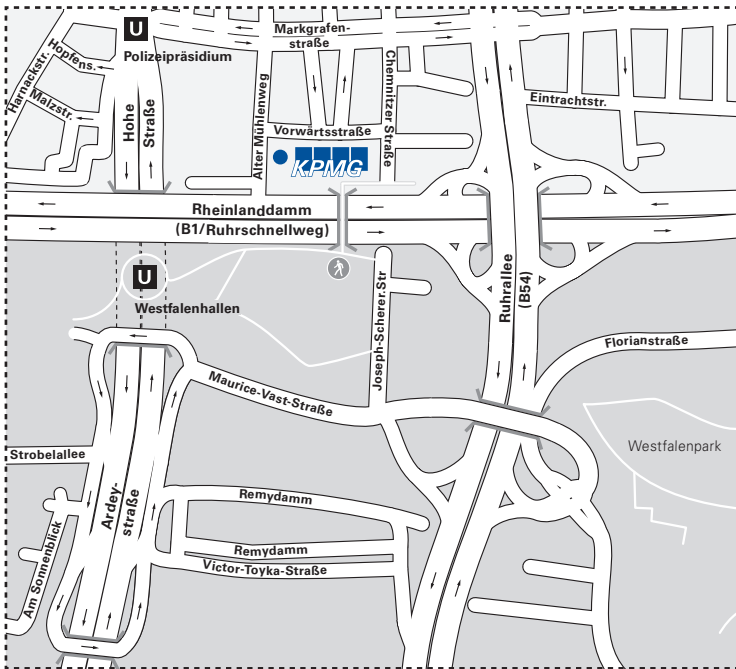 U
Polizeipräsidium
Markgrafen-
straße
Harnackstr.
Hopfens.
Malzstr.
Hohe
Straße
Alter Mühlenweg
Chemnitzer Straße
Eintrachtstr.
Vorwärtsstraße
KPMG
Rheinlanddamm
(B1/Ruhrschnellweg)
U
Westfalenhallen
Joseph-Scherer.Str
Ruhrallee
(B54)
Florianstraße
Maurice-Vast-Straße
Westfalenpark
Strobelallee
Ardey-
straße
Remydamm
Am Sonnenblick
Remydamm
Victor-Toyka-Straße